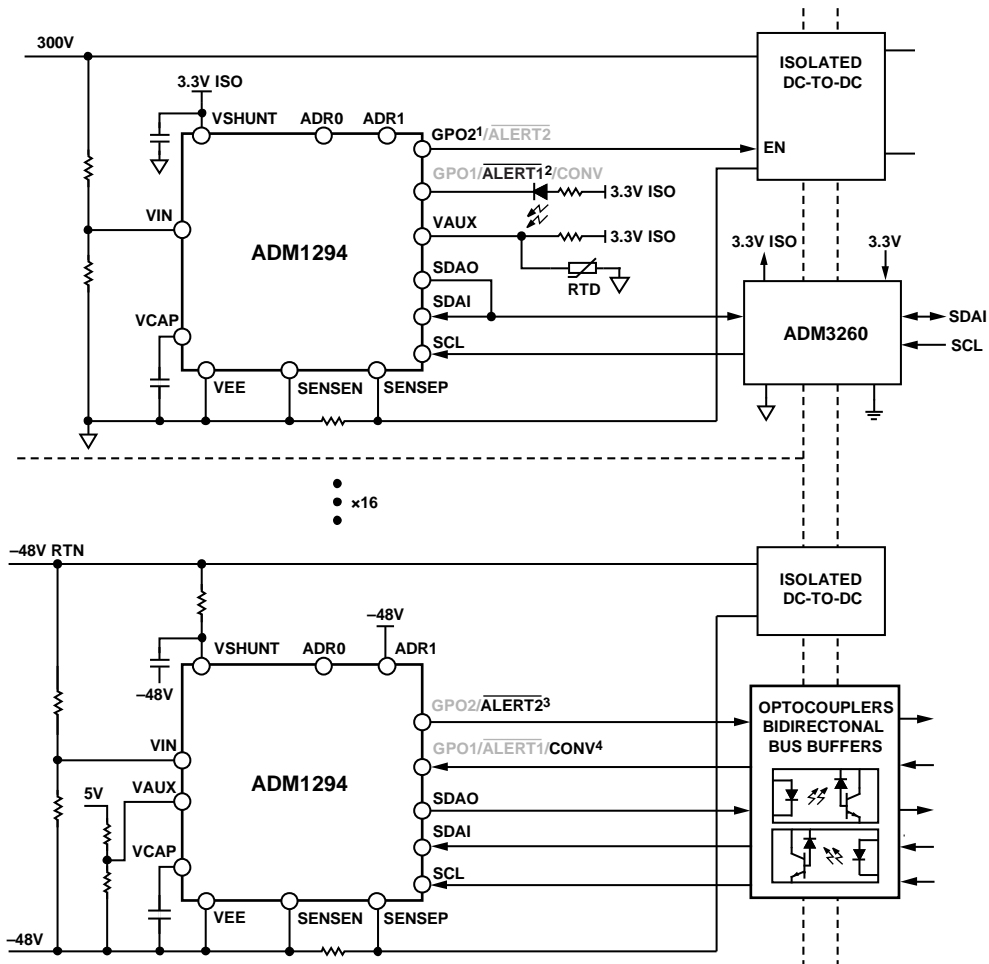 300V
ISOLATED
DC-TO-DC
EN
3.3V ISO
VSHUNT
ADR0
ADR1
GPO2¹/ALERT2
GPO1/ALERT1²/CONV
3.3V ISO
VIN
VAUX
3.3V ISO
ADM1294
RTD
SDAO
SDAI
SCL
3.3V ISO
3.3V
ADM3260
SDAI
SCL
VCAP
VEE
SENSEN
SENSEP
×16
–48V RTN
ISOLATED
DC-TO-DC
–48V
VSHUNT
ADR0
ADR1
–48V
GPO2/ALERT2³
OPTOCOUPLERS
BIDIRECTONAL
BUS BUFFERS
VIN
GPO1/ALERT1/CONV⁴
ADM1294
VAUX
5V
SDAO
SDAI
VCAP
SCL
VEE
SENSEN
SENSEP
–48V